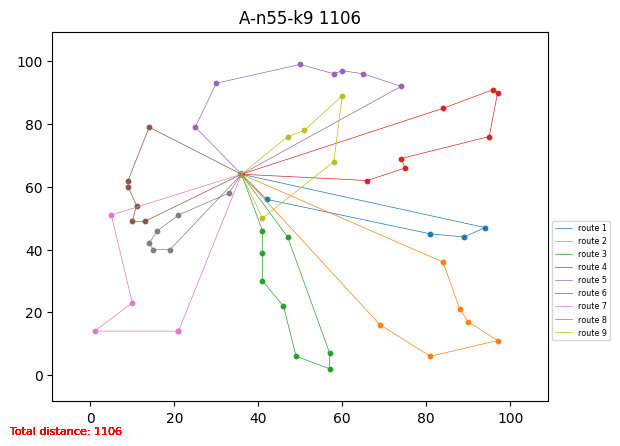 A-n55-k9 1106
100
80
60
40
20
0
0 20 40 60 80 100
route 1
route 2
route 3
route 4
route 5
route 6
route 7
route 8
route 9
Total distance: 1106